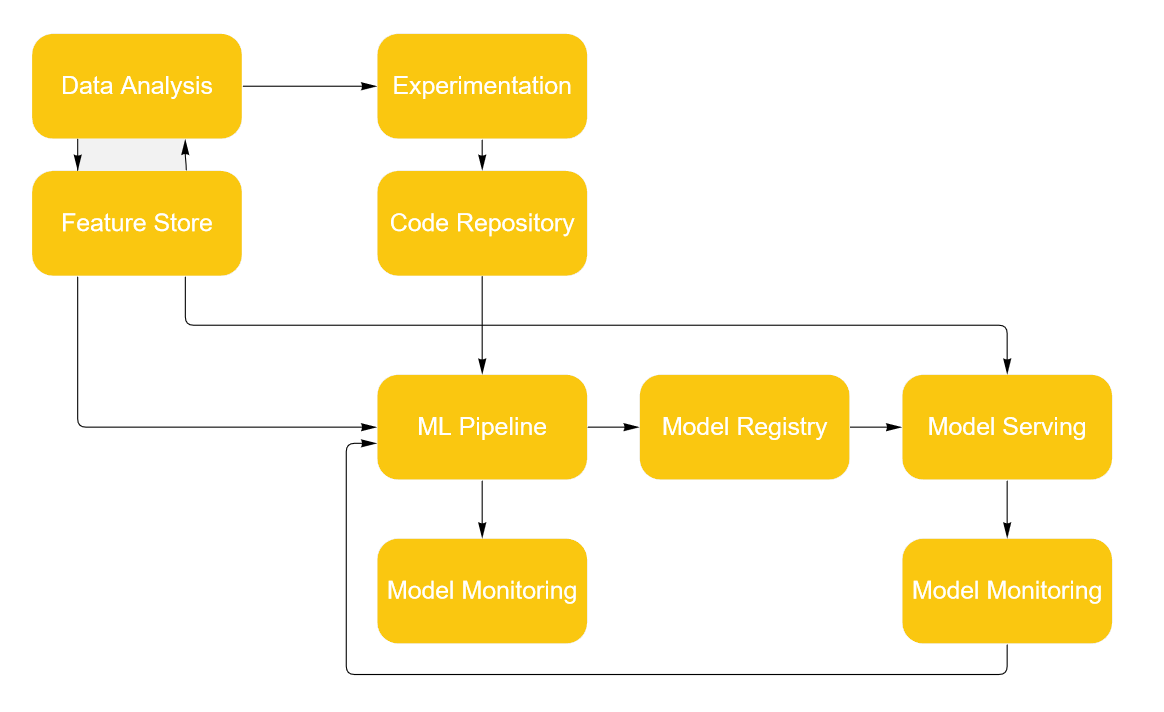 Data Analysis
Experimentation
Feature Store
Code Repository
ML Pipeline
Model Registry
Model Serving
Model Monitoring
Model Monitoring